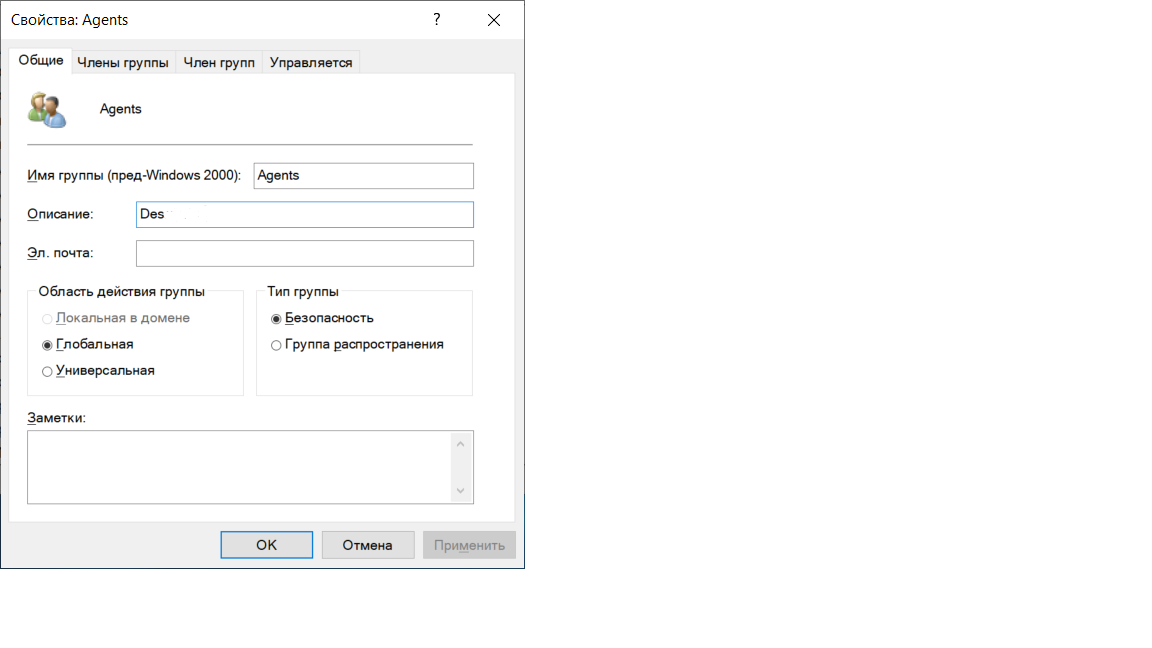 Свойства: Agents ?
Общие Члены группы Член групп Управляется
Agents
Имя группы (пред-Windows 2000): Agents
Описание: Des
Эл. почта:
Область действия группы Тип группы
Локальная в домене Безопасность
Глобальная Группа распространения
Универсальная
Заметки:
OK Отмена Применить